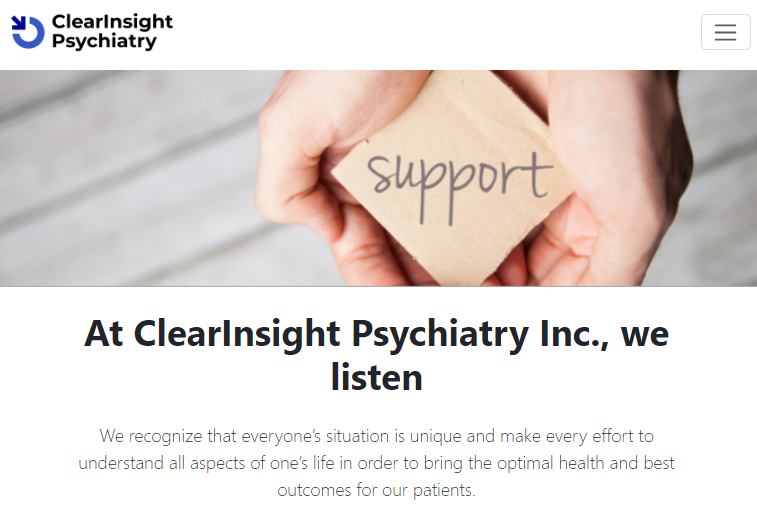 ClearInsight
Psychiatry
support
At ClearInsight Psychiatry Inc., we
listen
We recognize that everyone’s situation is unique and make every effort to
understand all aspects of one’s life in order to bring the optimal health and best
outcomes for our patients.